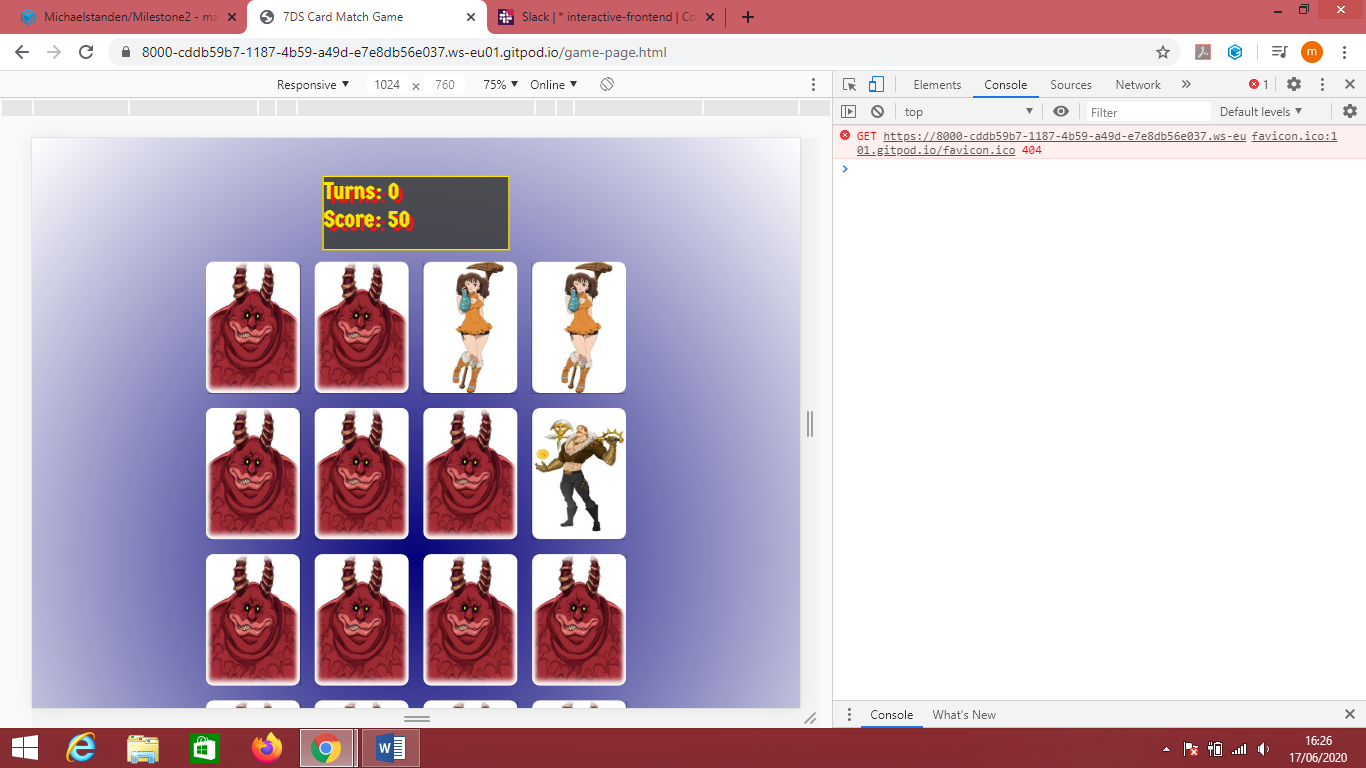 Michaelstanden/Milestone2 - ma
7DS Card Match Game
Slack | * interactive-frontend | Co
8000-cddb59b7-1187-4b59-a49d-e7e8db56e037.ws-eu01.gitpod.io/game-page.html
m
Responsive ▼ 1024 × 760 75% ▼ Online ▼
Elements Console Sources Network » 1
top ▼ Filter Default levels ▼
GET https://8000-cddb59b7-1187-4b59-a49d-e7e8db56e037.ws-eu favicon.ico:1
01.gitpod.io/favicon.ico 404
Turns: 0
Score: 50
Console What's New
16:26
17/06/2020